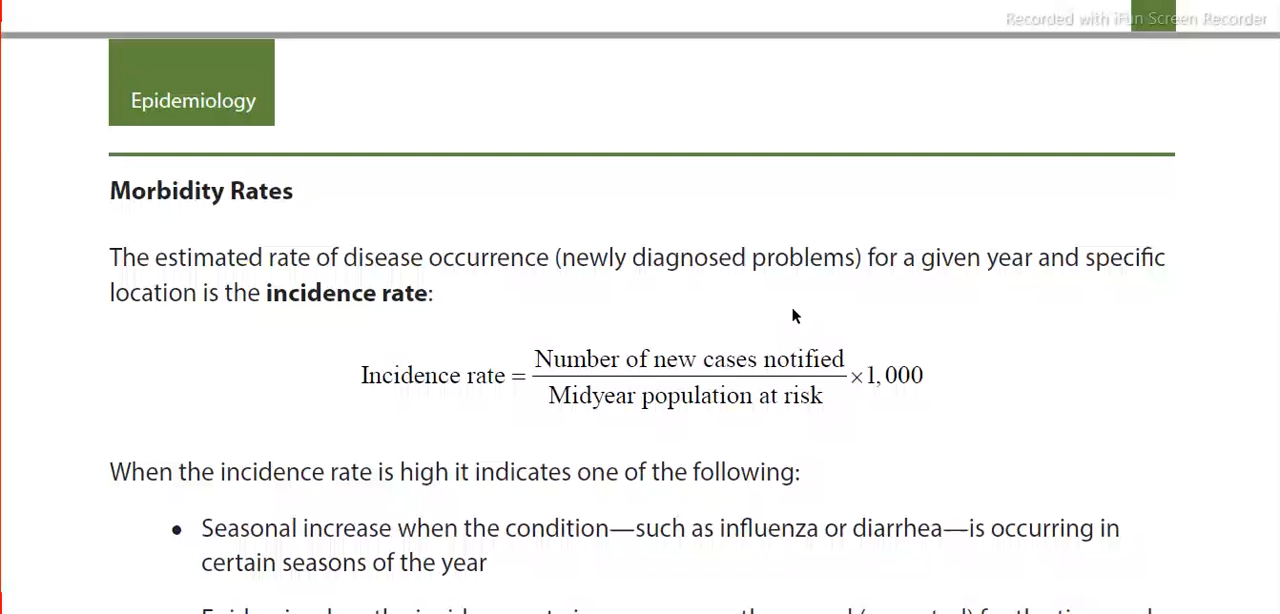 Recorded with iFun Screen Recorder
Epidemiology
Morbidity Rates
The estimated rate of disease occurrence (newly diagnosed problems) for a given year and specific
location is the incidence rate:
Incidence rate = Number of new cases notified / Midyear population at risk ×1,000
When the incidence rate is high it indicates one of the following:
• Seasonal increase when the condition—such as influenza or diarrhea—is occurring in
certain seasons of the year